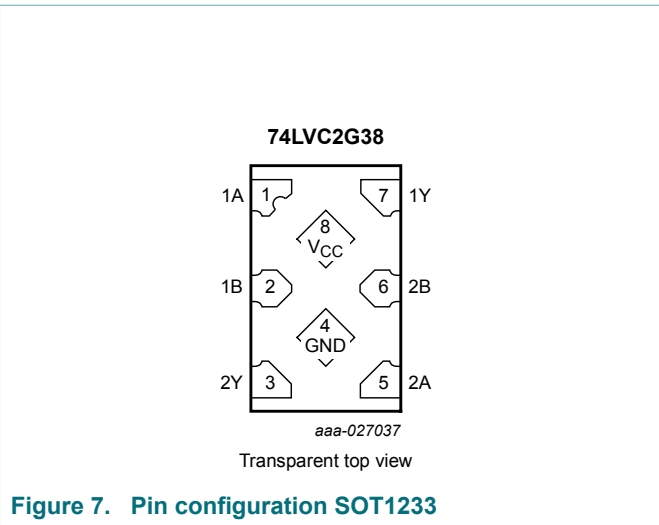 74LVC2G38
1A 1 7 1Y
8
VCC
1B 2 6 2B
4
GND
2Y 3 5 2A
aaa-027037
Transparent top view
Figure 7. Pin configuration SOT1233